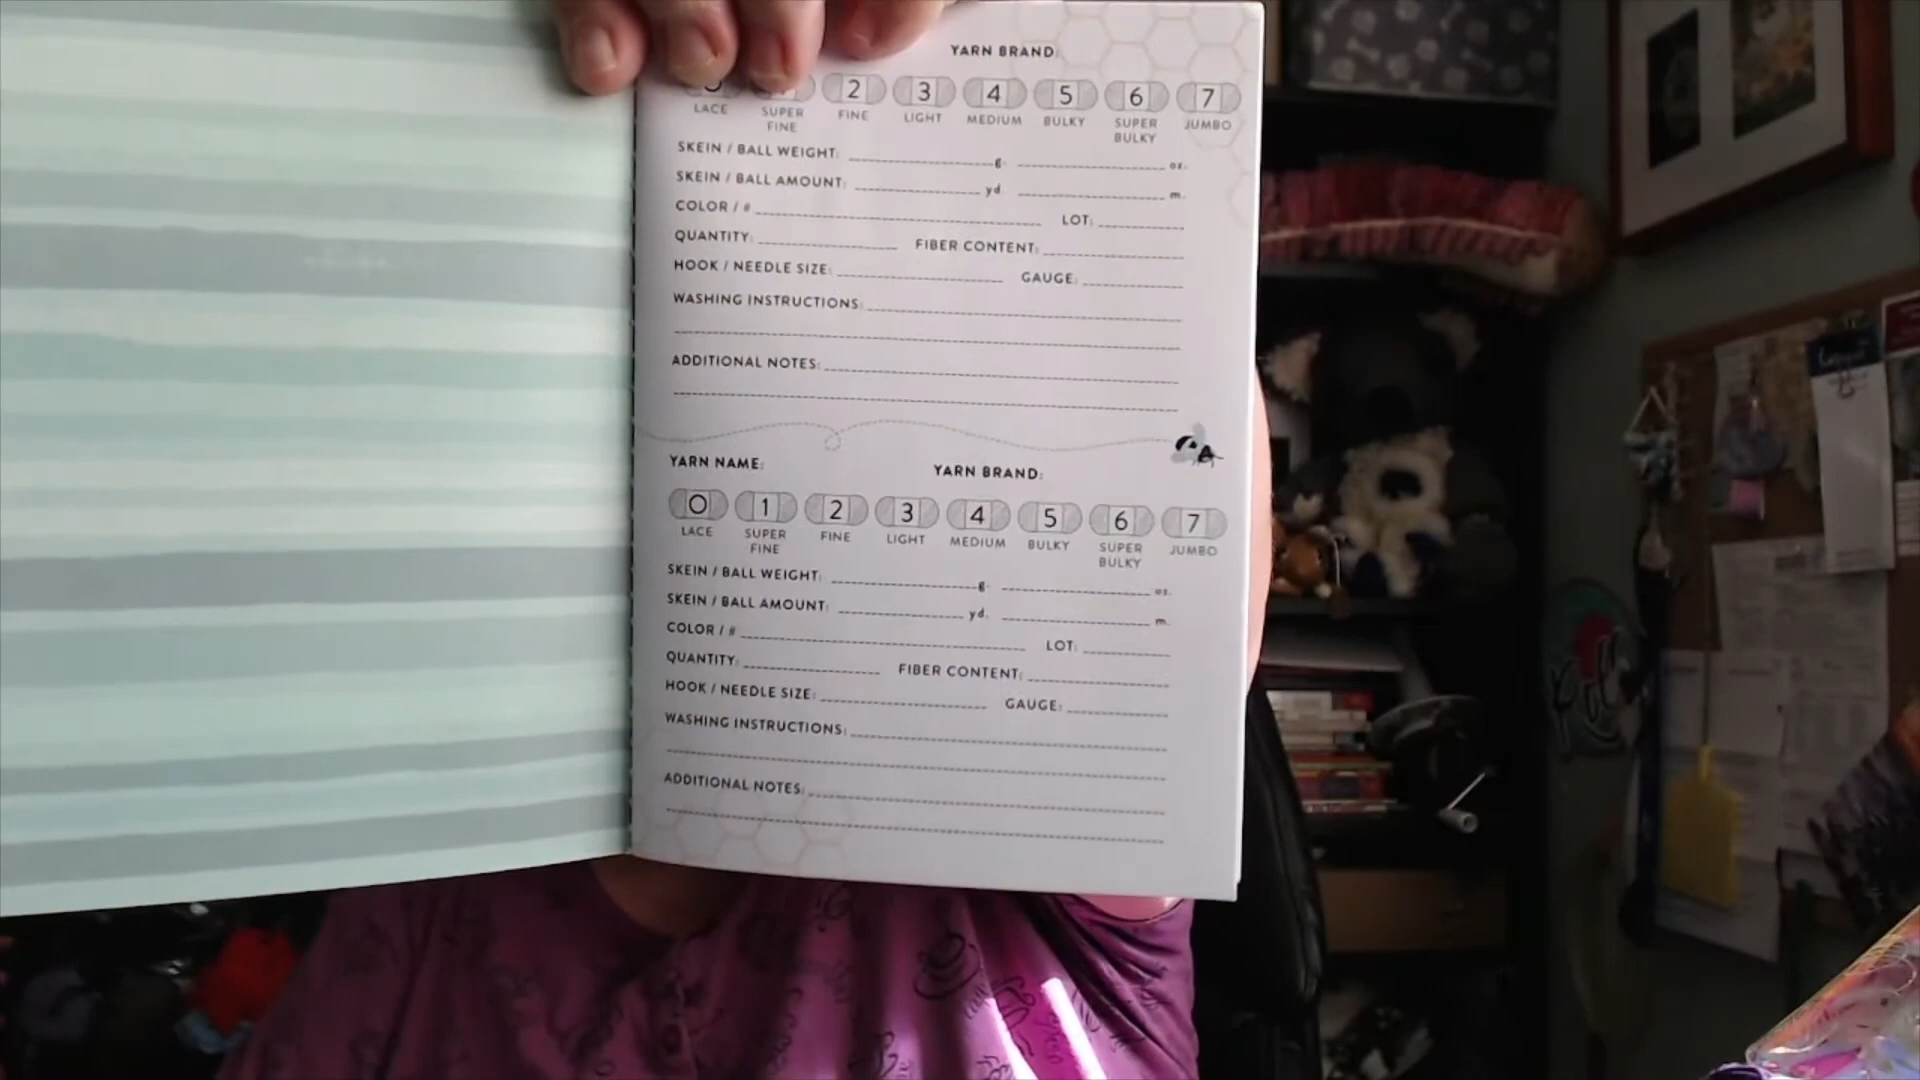 YARN BRAND:
2 3 4 5 6 7
LACE SUPER FINE FINE LIGHT MEDIUM BULKY SUPER BULKY JUMBO
SKEIN / BALL WEIGHT: g. oz.
SKEIN / BALL AMOUNT: yd. m.
COLOR / # LOT:
QUANTITY: FIBER CONTENT:
HOOK / NEEDLE SIZE: GAUGE:
WASHING INSTRUCTIONS:
ADDITIONAL NOTES:
YARN NAME: YARN BRAND:
0 1 2 3 4 5 6 7
LACE SUPER FINE FINE LIGHT MEDIUM BULKY SUPER BULKY JUMBO
SKEIN / BALL WEIGHT: g. oz.
SKEIN / BALL AMOUNT: yd. m.
COLOR / # LOT:
QUANTITY: FIBER CONTENT:
HOOK / NEEDLE SIZE: GAUGE:
WASHING INSTRUCTIONS:
ADDITIONAL NOTES: